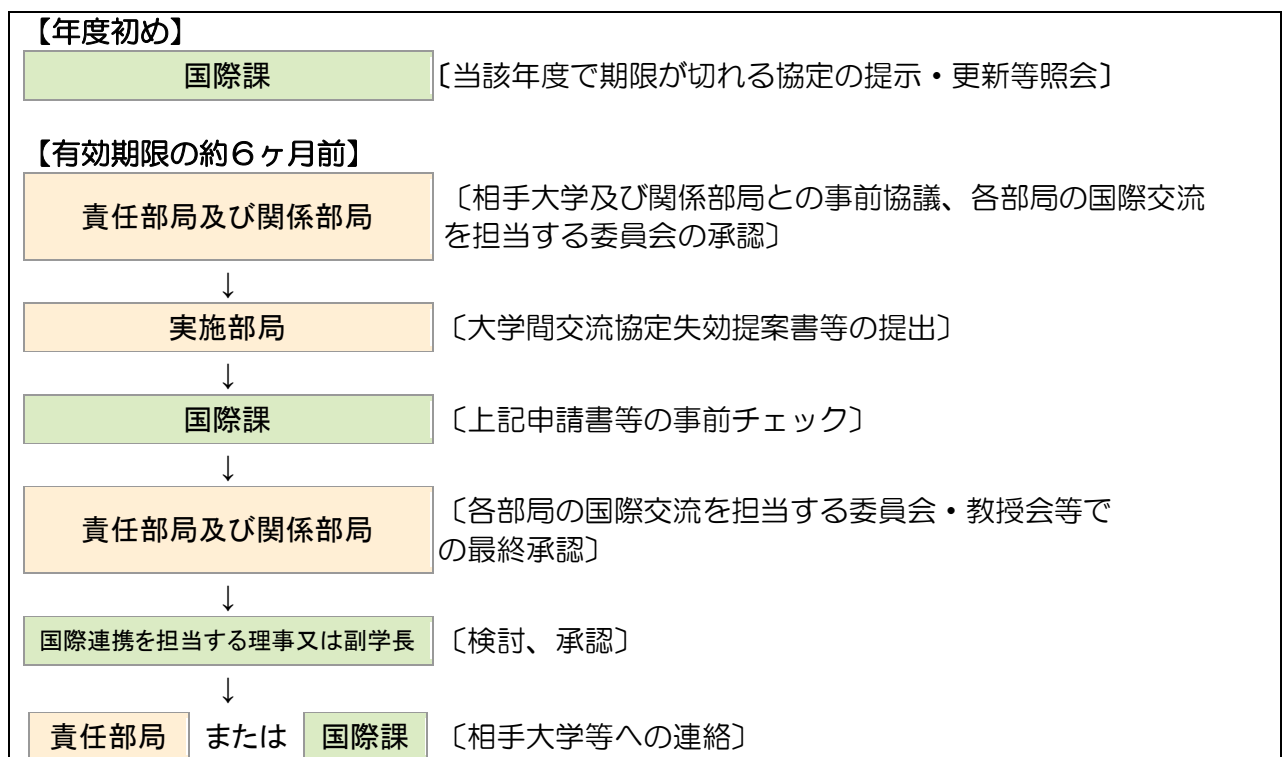 【年度初め】
国際課 〔当該年度で期限が切れる協定の提示・更新等照会〕
【有効期限の約６ヶ月前】
責任部局及び関係部局 〔相手大学及び関係部局との事前協議、各部局の国際交流
を担当する委員会の承認〕
↓
実施部局 〔大学間交流協定失効提案書等の提出〕
↓
国際課 〔上記申請書等の事前チェック〕
↓
責任部局及び関係部局 〔各部局の国際交流を担当する委員会・教授会等で
の最終承認〕
↓
国際連携を担当する理事又は副学長 〔検討、承認〕
↓
責任部局 または 国際課 〔相手大学等への連絡〕